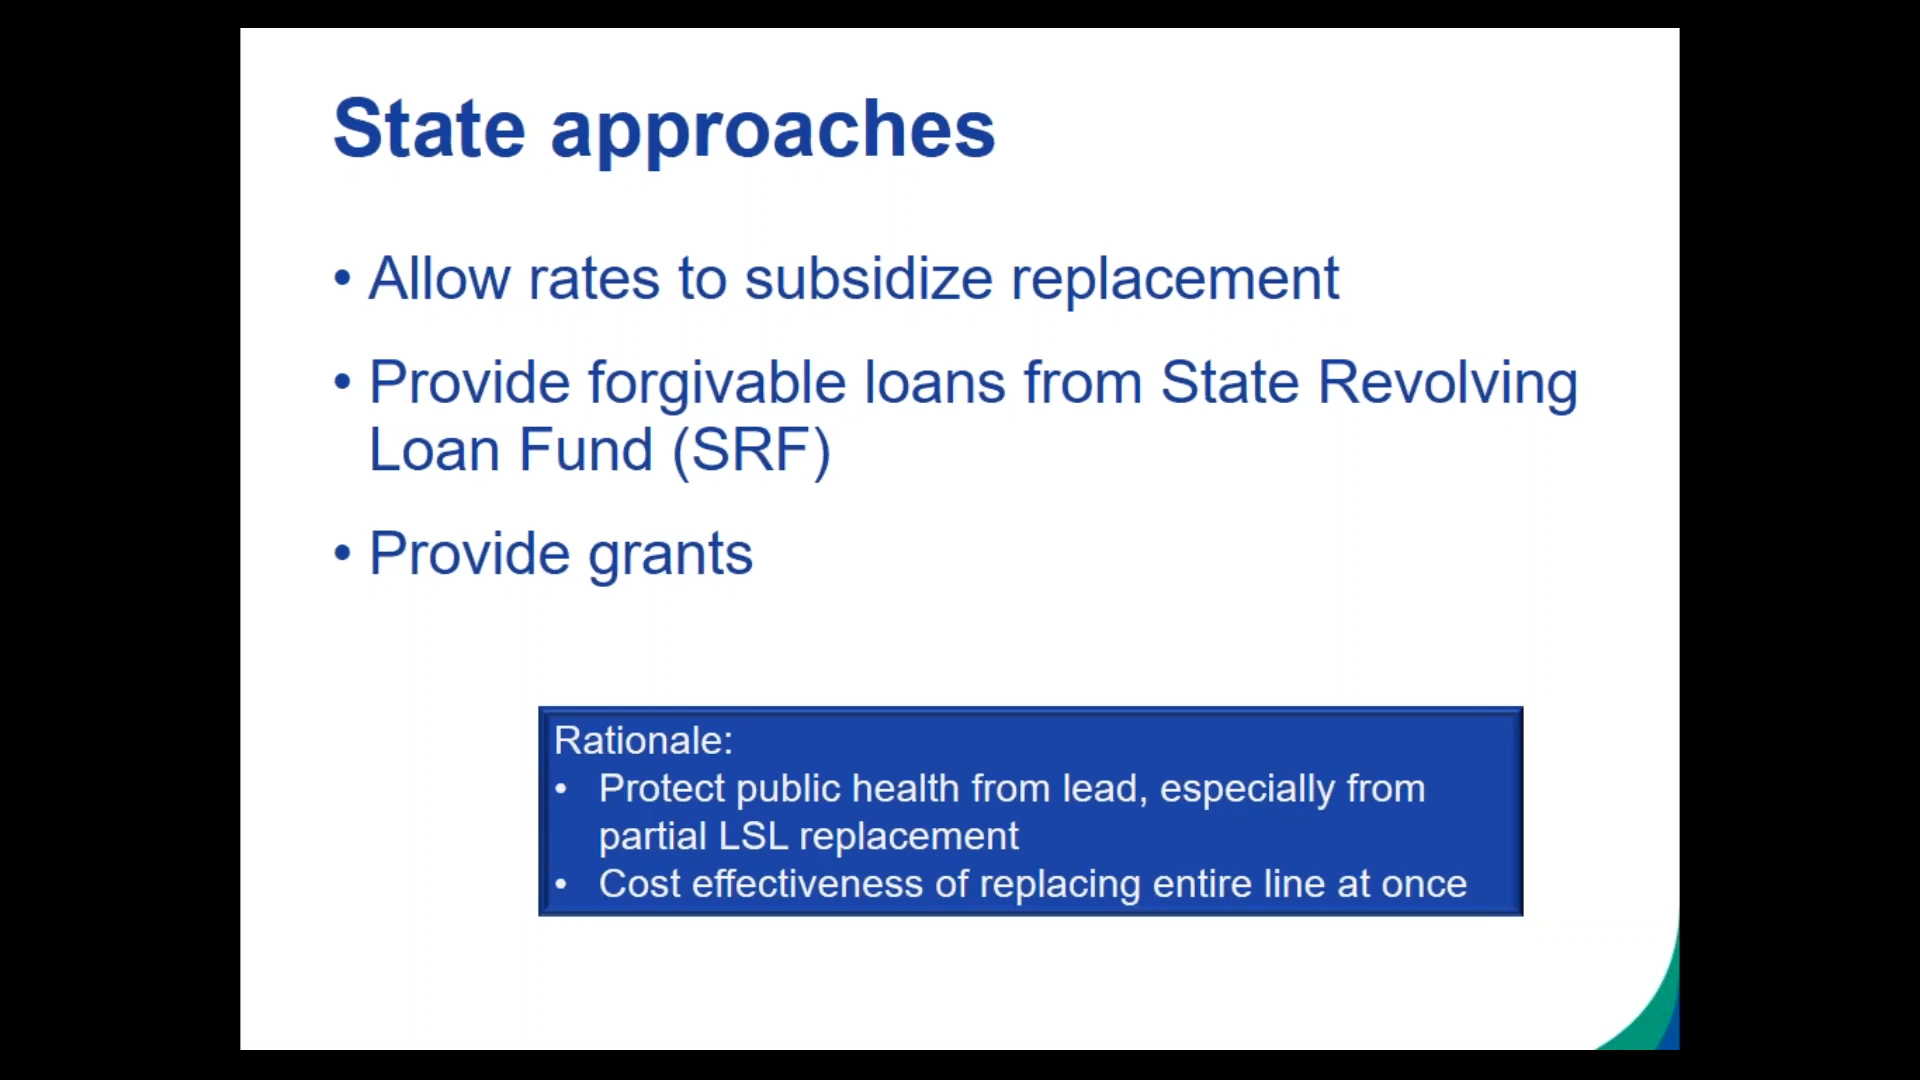 State approaches
• Allow rates to subsidize replacement
• Provide forgivable loans from State Revolving
Loan Fund (SRF)
• Provide grants
Rationale:
• Protect public health from lead, especially from
partial LSL replacement
• Cost effectiveness of replacing entire line at once